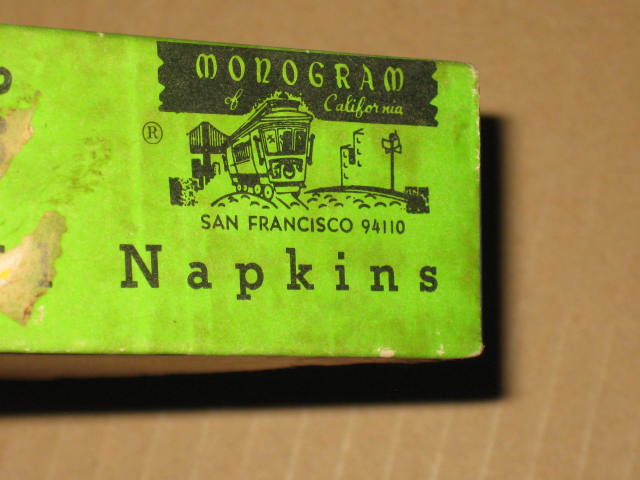 MONOGRAM
of California
®
SAN FRANCISCO 94110
Napkins